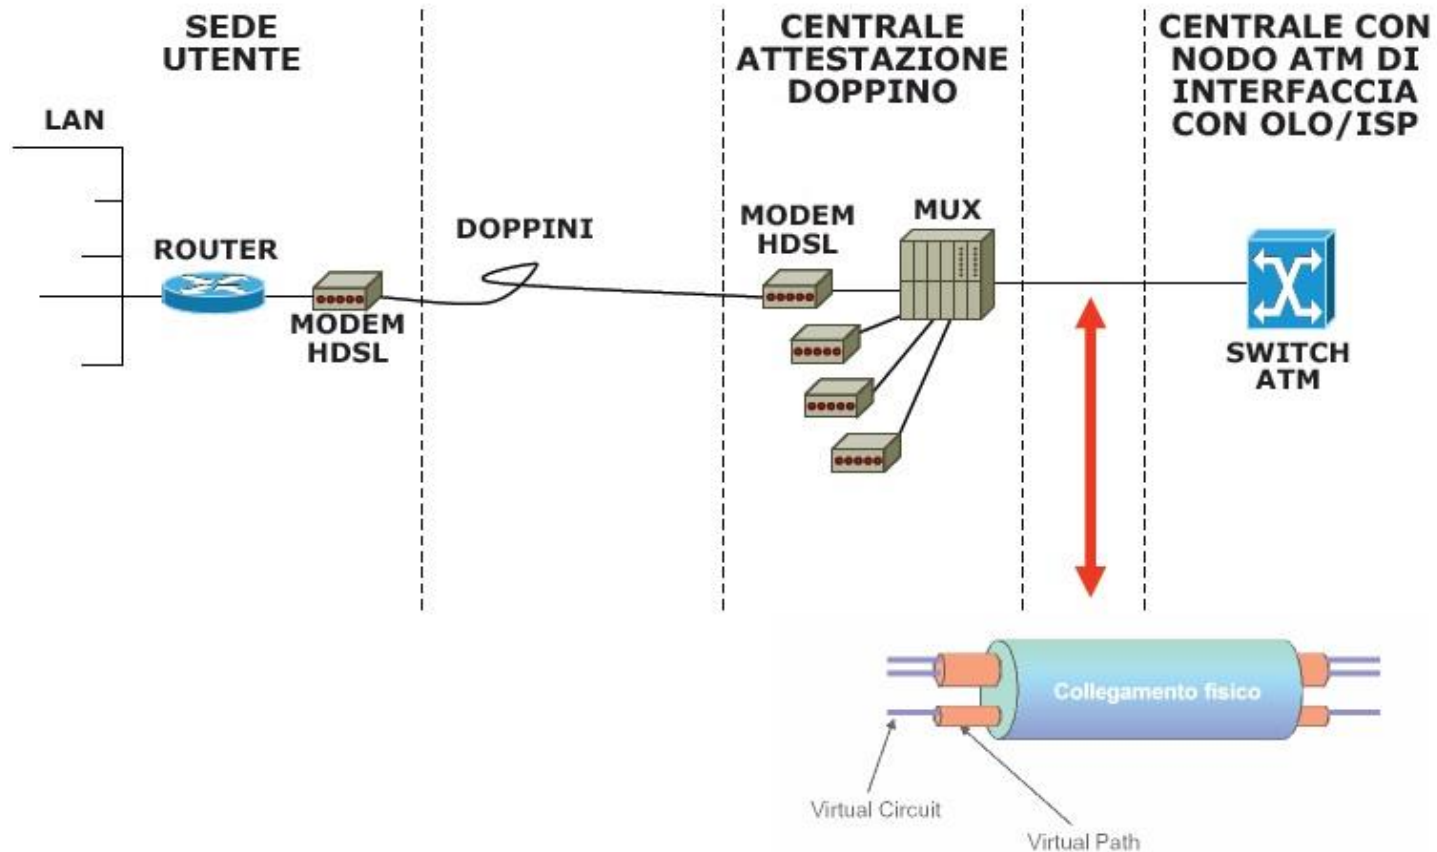 SEDE
UTENTE
CENTRALE
ATTESTAZIONE
DOPPINO
CENTRALE CON
NODO ATM DI
INTERFACCIA
CON OLO/ISP
LAN
ROUTER
MODEM
HDSL
DOPPINI
MODEM
HDSL
MUX
SWITCH
ATM
Collegamento fisico
Virtual Circuit
Virtual Path